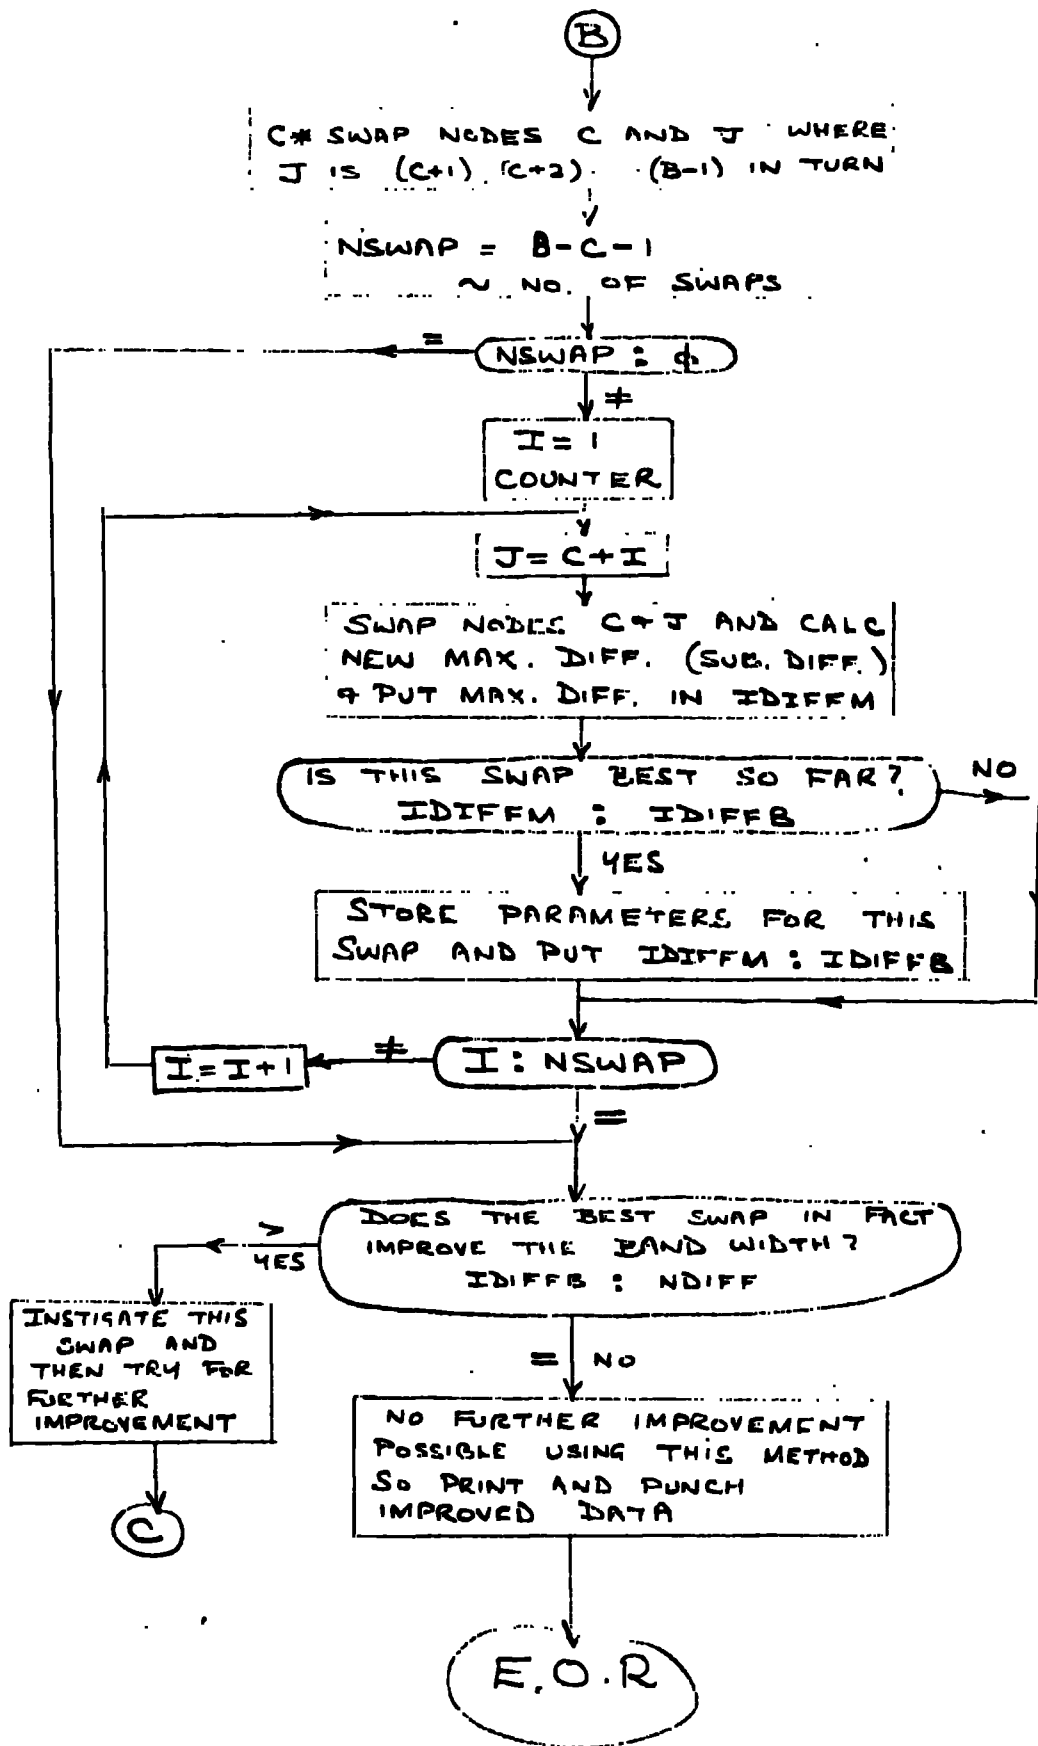 B
C* SWAP NODES C AND J WHERE
J IS (C+1) (C+2) . . (B-1) IN TURN
NSWAP = B-C-1
~ NO. OF SWAPS
=
NSWAP : ϕ
≠
I = 1
COUNTER
J = C + I
SWAP NODES C & J AND CALC
NEW MAX. DIFF. (SUB. DIFF.)
& PUT MAX. DIFF. IN IDIFFM
IS THIS SWAP BEST SO FAR?
IDIFFM : IDIFFB
NO
YES
STORE PARAMETERS FOR THIS
SWAP AND PUT IDIFFM : IDIFFB
I = I + 1
≠
I : NSWAP
=
DOES THE BEST SWAP IN FACT
IMPROVE THE BAND WIDTH?
IDIFFB : NDIFF
>
YES
INSTIGATE THIS
SWAP AND
THEN TRY FOR
FURTHER
IMPROVEMENT
C
= NO
NO FURTHER IMPROVEMENT
POSSIBLE USING THIS METHOD
SO PRINT AND PUNCH
IMPROVED DATA
E.O.R